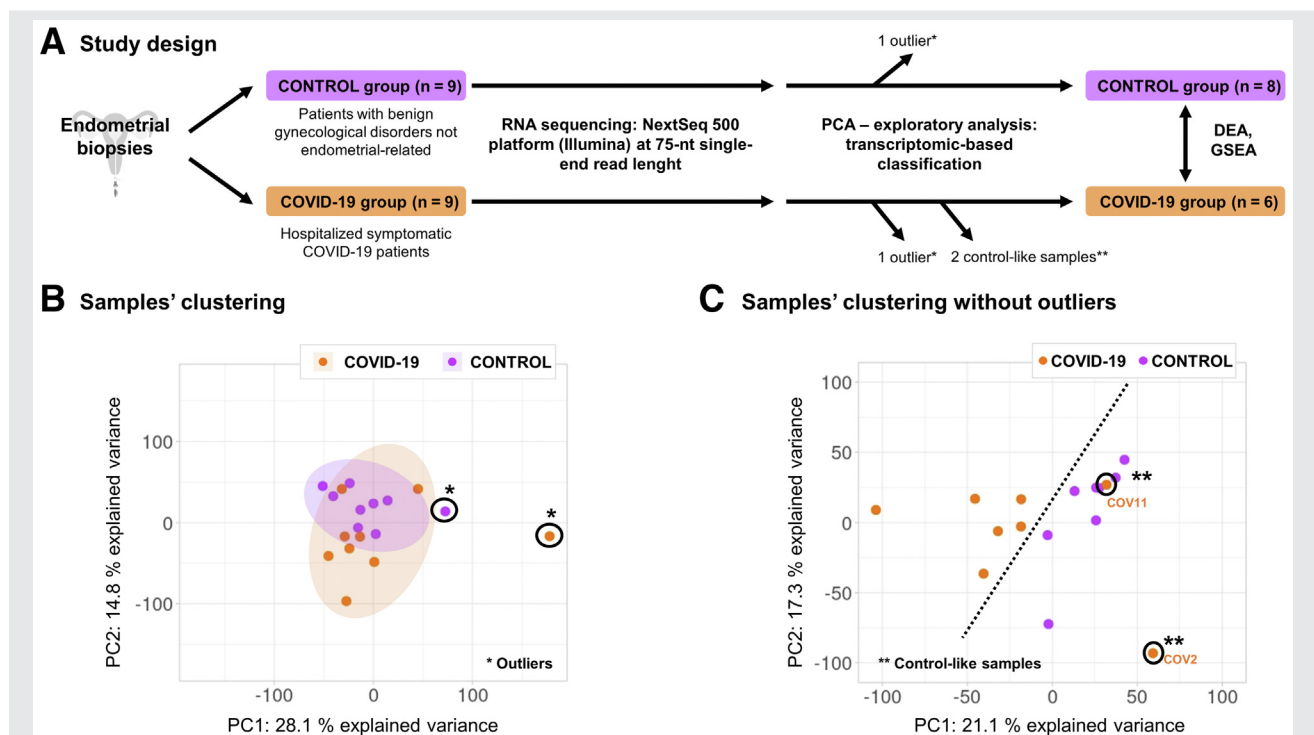 A Study design
Endometrial
biopsies
CONTROL group (n = 9)
Patients with benign
gynecological disorders not
endometrial-related
COVID-19 group (n = 9)
Hospitalized symptomatic
COVID-19 patients
RNA sequencing: NextSeq 500
platform (Illumina) at 75-nt single-
end read lenght
1 outlier*
PCA – exploratory analysis:
transcriptomic-based
classification
1 outlier*
2 control-like samples**
CONTROL group (n = 8)
DEA,
GSEA
COVID-19 group (n = 6)
B Samples' clustering
COVID-19 CONTROL
PC2: 14.8 % explained variance
100
0
-100
*
*
* Outliers
-100 0 100
PC1: 28.1 % explained variance
C Samples' clustering without outliers
COVID-19 CONTROL
PC2: 17.3 % explained variance
100
50
0
-50
-100
**
COV11
**
COV2
** Control-like samples
-100 -50 0 50 100
PC1: 21.1 % explained variance